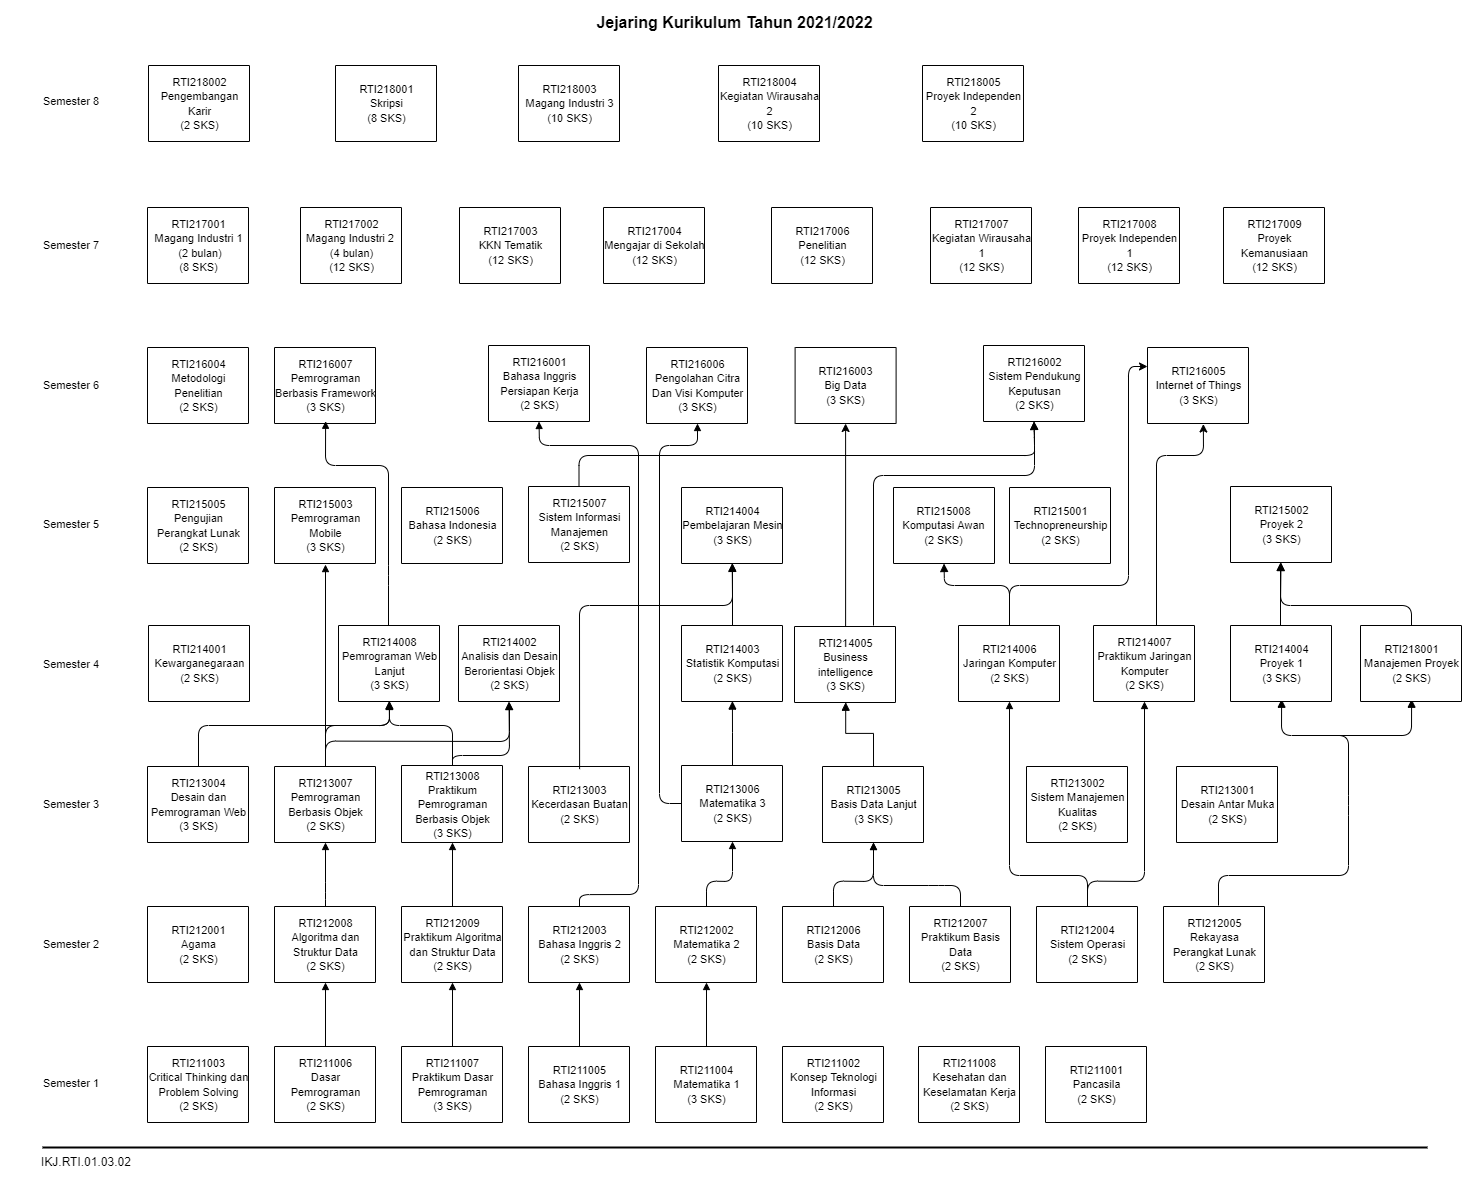 Jejaring Kurikulum Tahun 2021/2022
Semester 8
RTI218002
Pengembangan
Karir
(2 SKS)
RTI218001
Skripsi
(8 SKS)
RTI218003
Magang Industri 3
(10 SKS)
RTI218004
Kegiatan Wirausaha
2
(10 SKS)
RTI218005
Proyek Independen
2
(10 SKS)
Semester 7
RTI217001
Magang Industri 1
(2 bulan)
(8 SKS)
RTI217002
Magang Industri 2
(4 bulan)
(12 SKS)
RTI217003
KKN Tematik
(12 SKS)
RTI217004
Mengajar di Sekolah
(12 SKS)
RTI217006
Penelitian
(12 SKS)
RTI217007
Kegiatan Wirausaha
1
(12 SKS)
RTI217008
Proyek Independen
1
(12 SKS)
RTI217009
Proyek
Kemanusiaan
(12 SKS)
Semester 6
RTI216004
Metodologi
Penelitian
(2 SKS)
RTI216007
Pemrograman
Berbasis Framework
(3 SKS)
RTI216001
Bahasa Inggris
Persiapan Kerja
(2 SKS)
RTI216006
Pengolahan Citra
Dan Visi Komputer
(3 SKS)
RTI216003
Big Data
(3 SKS)
RTI216002
Sistem Pendukung
Keputusan
(2 SKS)
RTI216005
Internet of Things
(3 SKS)
Semester 5
RTI215005
Pengujian
Perangkat Lunak
(2 SKS)
RTI215003
Pemrograman
Mobile
(3 SKS)
RTI215006
Bahasa Indonesia
(2 SKS)
RTI215007
Sistem Informasi
Manajemen
(2 SKS)
RTI214004
Pembelajaran Mesin
(3 SKS)
RTI215008
Komputasi Awan
(2 SKS)
RTI215001
Technopreneurship
(2 SKS)
RTI215002
Proyek 2
(3 SKS)
Semester 4
RTI214001
Kewarganegaraan
(2 SKS)
RTI214008
Pemrograman Web
Lanjut
(3 SKS)
RTI214002
Analisis dan Desain
Berorientasi Objek
(2 SKS)
RTI214003
Statistik Komputasi
(2 SKS)
RTI214005
Business
intelligence
(3 SKS)
RTI214006
Jaringan Komputer
(2 SKS)
RTI214007
Praktikum Jaringan
Komputer
(2 SKS)
RTI214004
Proyek 1
(3 SKS)
RTI218001
Manajemen Proyek
(2 SKS)
Semester 3
RTI213004
Desain dan
Pemrograman Web
(3 SKS)
RTI213007
Pemrograman
Berbasis Objek
(2 SKS)
RTI213008
Praktikum
Pemrograman
Berbasis Objek
(3 SKS)
RTI213003
Kecerdasan Buatan
(2 SKS)
RTI213006
Matematika 3
(2 SKS)
RTI213005
Basis Data Lanjut
(3 SKS)
RTI213002
Sistem Manajemen
Kualitas
(2 SKS)
RTI213001
Desain Antar Muka
(2 SKS)
Semester 2
RTI212001
Agama
(2 SKS)
RTI212008
Algoritma dan
Struktur Data
(2 SKS)
RTI212009
Praktikum Algoritma
dan Struktur Data
(2 SKS)
RTI212003
Bahasa Inggris 2
(2 SKS)
RTI212002
Matematika 2
(2 SKS)
RTI212006
Basis Data
(2 SKS)
RTI212007
Praktikum Basis
Data
(2 SKS)
RTI212004
Sistem Operasi
(2 SKS)
RTI212005
Rekayasa
Perangkat Lunak
(2 SKS)
Semester 1
RTI211003
Critical Thinking dan
Problem Solving
(2 SKS)
RTI211006
Dasar
Pemrograman
(2 SKS)
RTI211007
Praktikum Dasar
Pemrograman
(3 SKS)
RTI211005
Bahasa Inggris 1
(2 SKS)
RTI211004
Matematika 1
(3 SKS)
RTI211002
Konsep Teknologi
Informasi
(2 SKS)
RTI211008
Kesehatan dan
Keselamatan Kerja
(2 SKS)
RTI211001
Pancasila
(2 SKS)
IKJ.RTI.01.03.02